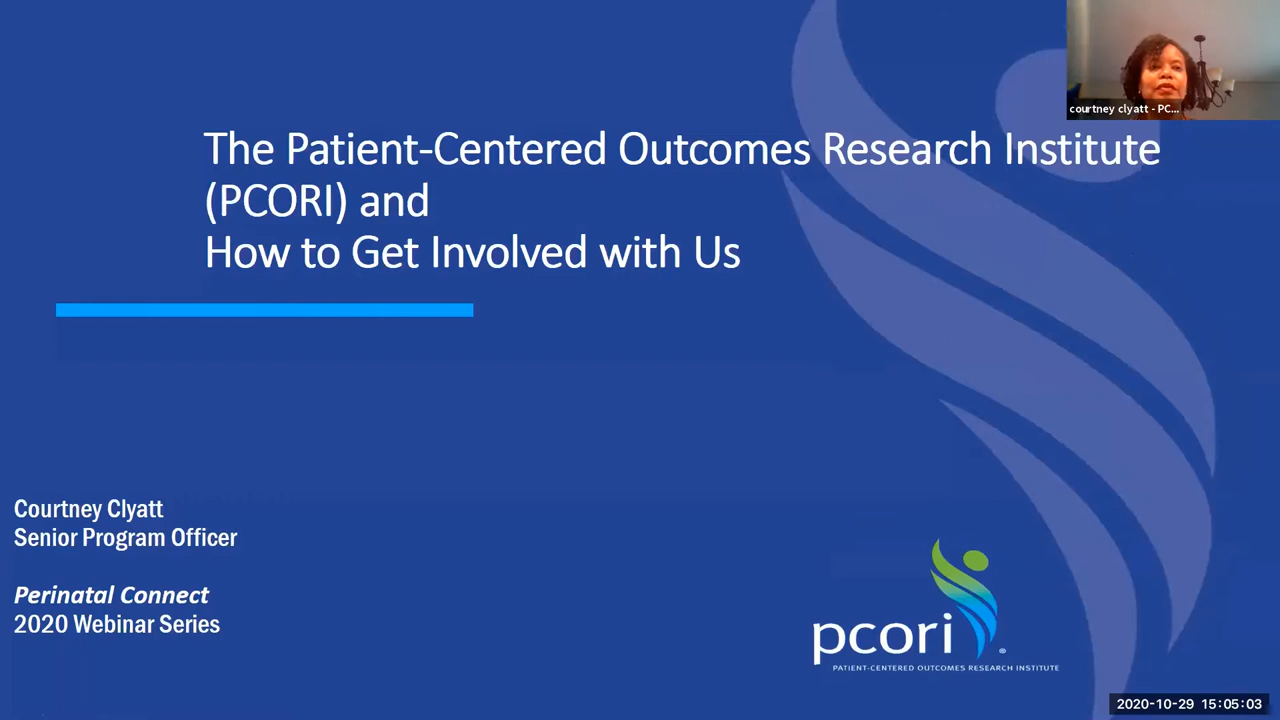 courtney clyatt - PC...
The Patient-Centered Outcomes Research Institute
(PCORI) and
How to Get Involved with Us
Courtney Clyatt
Senior Program Officer
Perinatal Connect
2020 Webinar Series
pcori®
PATIENT-CENTERED OUTCOMES RESEARCH INSTITUTE
2020-10-29 15:05:03